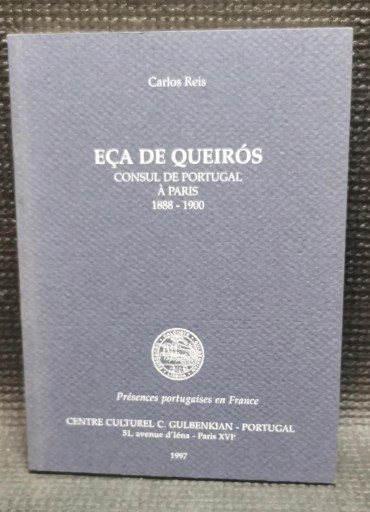 Carlos Reis
EÇA DE QUEIRÓS
CONSUL DE PORTUGAL
À PARIS
1888 - 1900
Présences portugaises en France
CENTRE CULTUREL C. GULBENKIAN - PORTUGAL
51, avenue d'Iéna - Paris XVIᵉ
1997